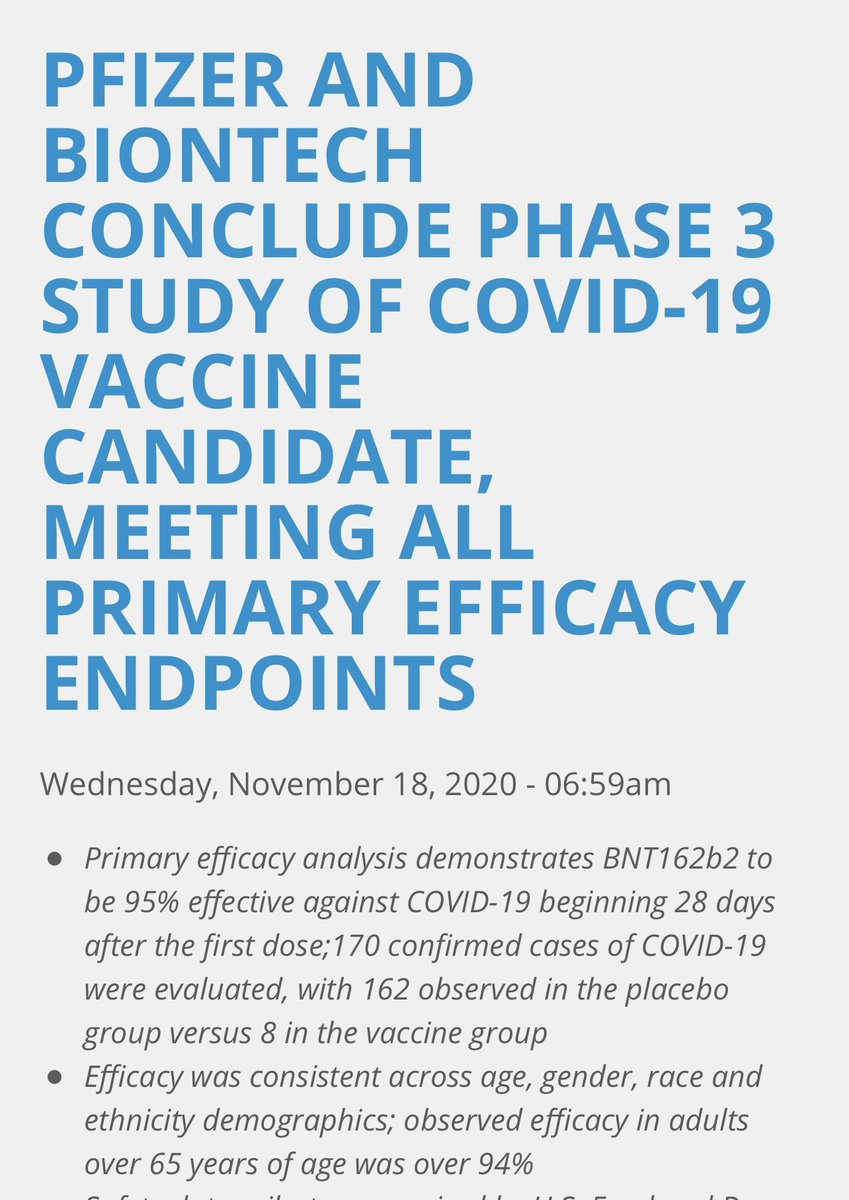 PFIZER AND
BIONTECH
CONCLUDE PHASE 3
STUDY OF COVID-19
VACCINE
CANDIDATE,
MEETING ALL
PRIMARY EFFICACY
ENDPOINTS
Wednesday, November 18, 2020 - 06:59am
● Primary efficacy analysis demonstrates BNT162b2 to
be 95% effective against COVID-19 beginning 28 days
after the first dose;170 confirmed cases of COVID-19
were evaluated, with 162 observed in the placebo
group versus 8 in the vaccine group
● Efficacy was consistent across age, gender, race and
ethnicity demographics; observed efficacy in adults
over 65 years of age was over 94%